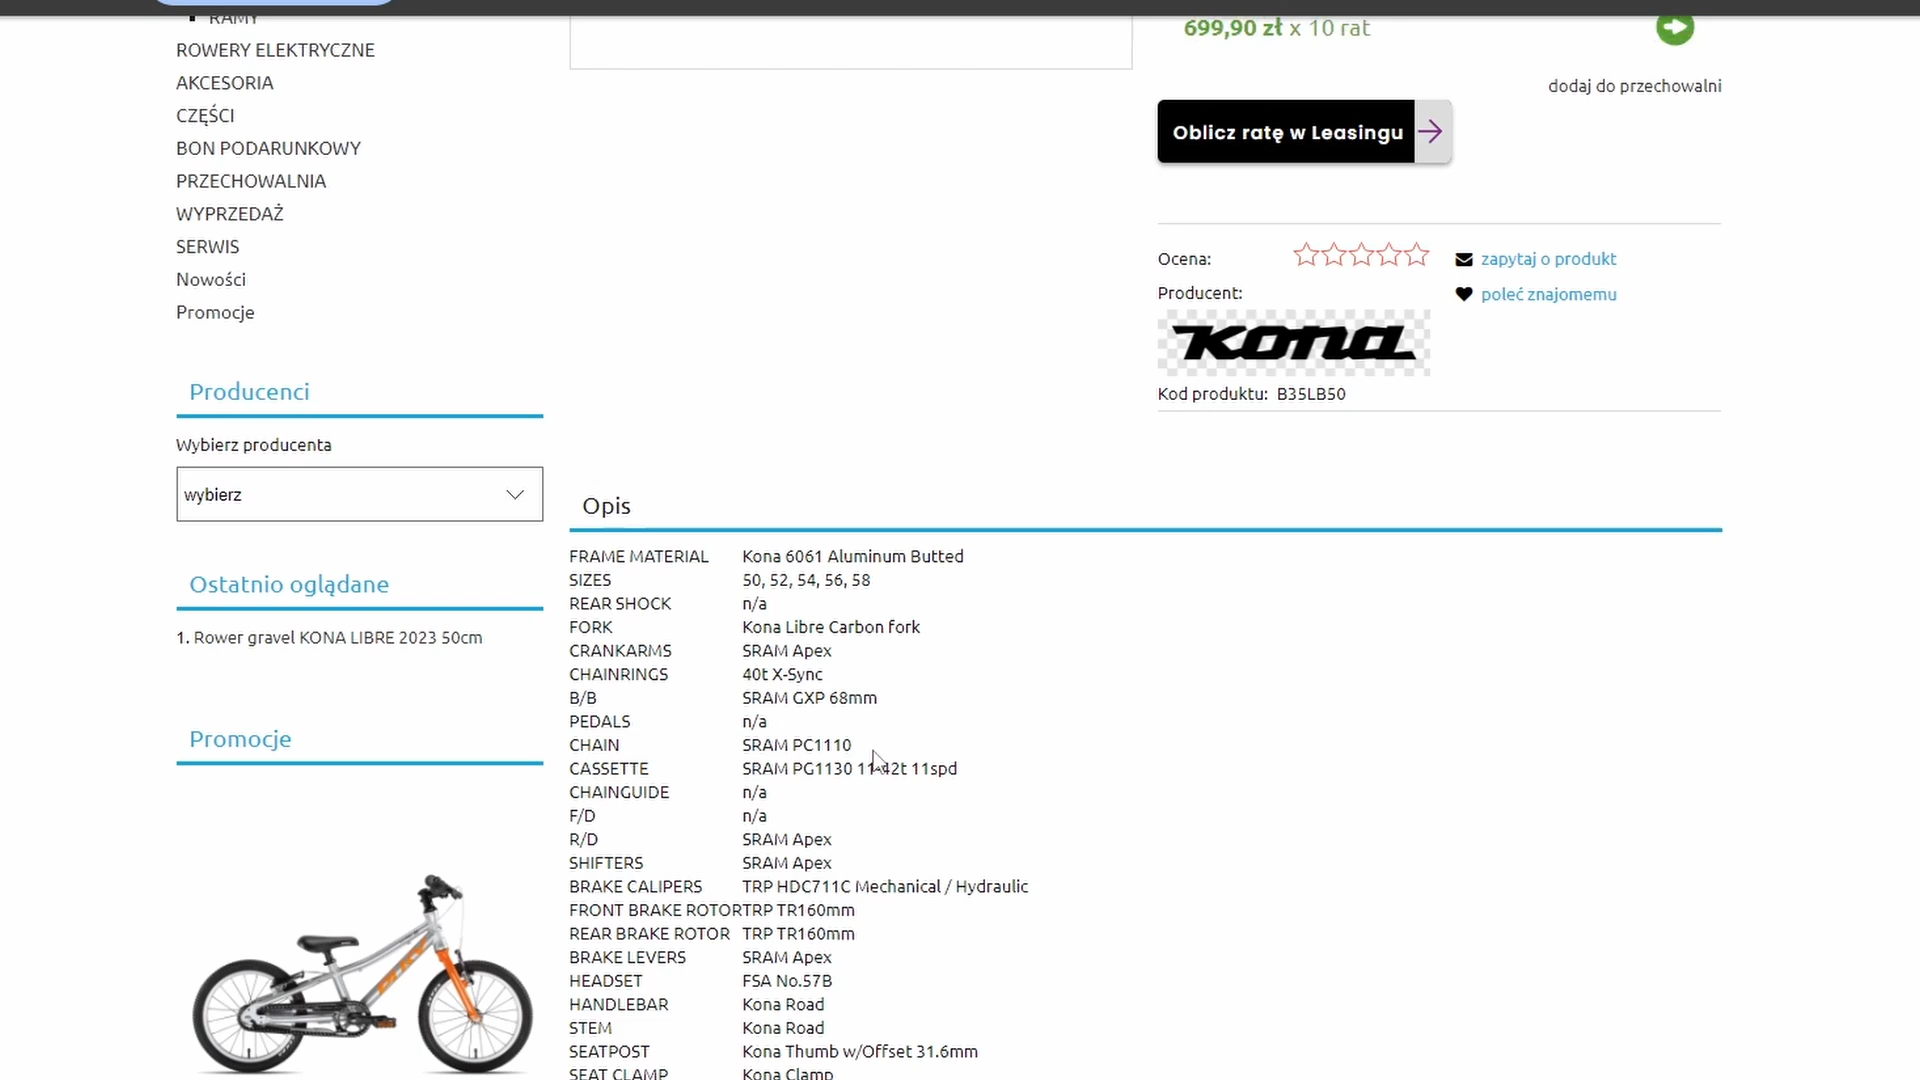 RAMY
ROWERY ELEKTRYCZNE
AKCESORIA
CZĘŚCI
BON PODARUNKOWY
PRZECHOWALNIA
WYPRZEDAŻ
SERWIS
Nowości
Promocje
Producenci
Wybierz producenta
wybierz
Ostatnio oglądane
1. Rower gravel KONA LIBRE 2023 50cm
Promocje
699,90 zł x 10 rat
dodaj do przechowalni
Oblicz ratę w Leasingu
Ocena:
zapytaj o produkt
Producent:
poleć znajomemu
KONA
Kod produktu: B35LB50
Opis
FRAME MATERIAL Kona 6061 Aluminum Butted
SIZES 50, 52, 54, 56, 58
REAR SHOCK n/a
FORK Kona Libre Carbon fork
CRANKARMS SRAM Apex
CHAINRINGS 40t X-Sync
B/B SRAM GXP 68mm
PEDALS n/a
CHAIN SRAM PC1110
CASSETTE SRAM PG1130 11-42t 11spd
CHAINGUIDE n/a
F/D n/a
R/D SRAM Apex
SHIFTERS SRAM Apex
BRAKE CALIPERS TRP HDC711C Mechanical / Hydraulic
FRONT BRAKE ROTOR TRP TR160mm
REAR BRAKE ROTOR TRP TR160mm
BRAKE LEVERS SRAM Apex
HEADSET FSA No.57B
HANDLEBAR Kona Road
STEM Kona Road
SEATPOST Kona Thumb w/Offset 31.6mm
SEAT CLAMP Kona Clamp